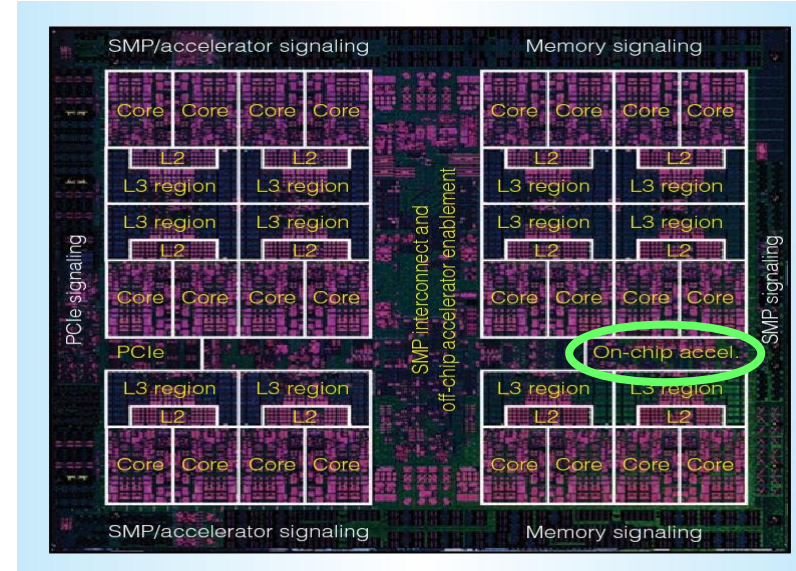 SMP/accelerator signaling Memory signaling
Core Core Core Core Core Core Core Core
L2 L2 L2 L2
L3 region L3 region L3 region L3 region
L3 region L3 region L3 region L3 region
L2 L2 L2 L2
Core Core Core Core Core Core Core Core
PCIe signaling
SMP interconnect and
off-chip accelerator enablement
SMP signaling
PCIe On-chip accel.
L3 region L3 region L3 region L3 region
L2 L2 L2 L2
Core Core Core Core Core Core Core Core
SMP/accelerator signaling Memory signaling